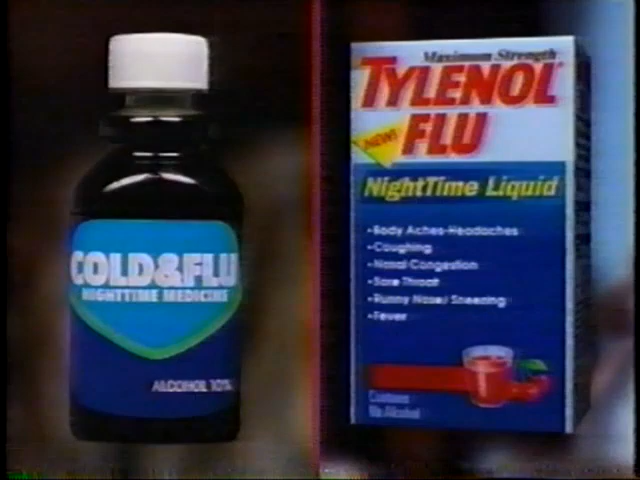 COLD&FLU
NIGHTTIME MEDICINE
ALCOHOL 10%
Maximum Strength
TYLENOL
NEW!
FLU
NightTime Liquid
•Body Aches-Headaches
•Coughing
•Nasal Congestion
•Sore Throat
•Runny Nose/Sneezing
•Fever
Contains
No Alcohol